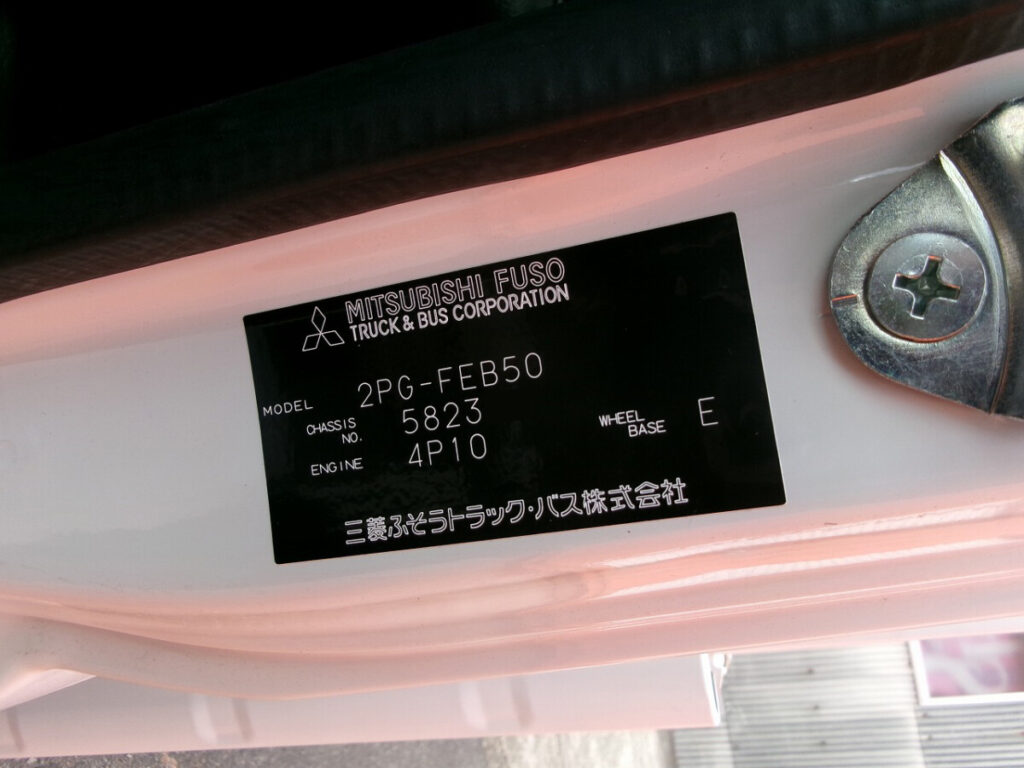 MITSUBISHI FUSO
TRUCK & BUS CORPORATION
MODEL 2PG-FEB50
CHASSIS NO. 5823
ENGINE 4P10
WHEEL BASE E
三菱ふそうトラック・バス株式会社